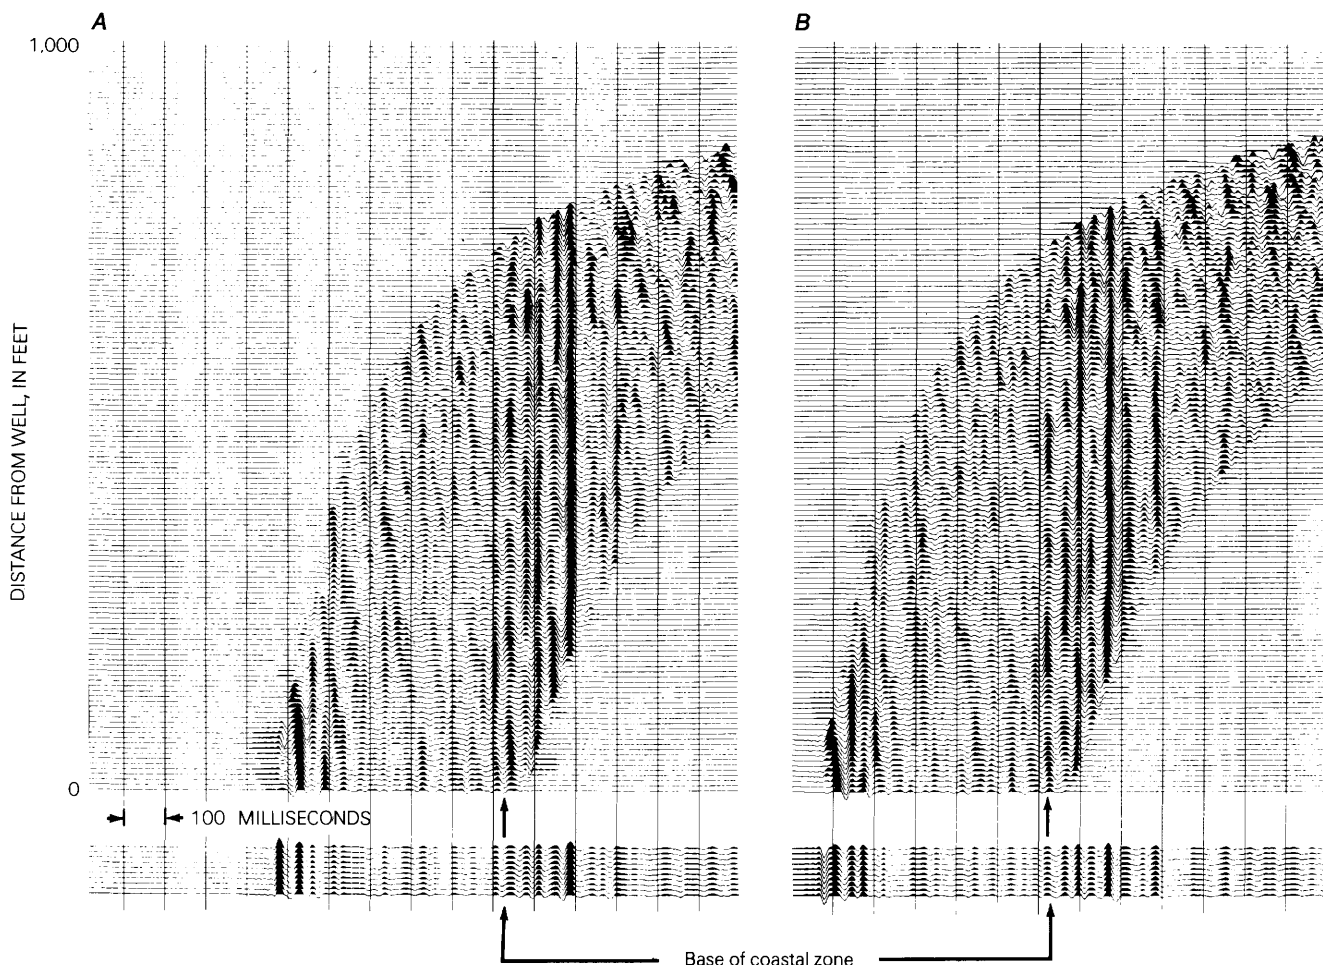 A
B
1,000
DISTANCE FROM WELL, IN FEET
0
100 MILLISECONDS
Base of coastal zone